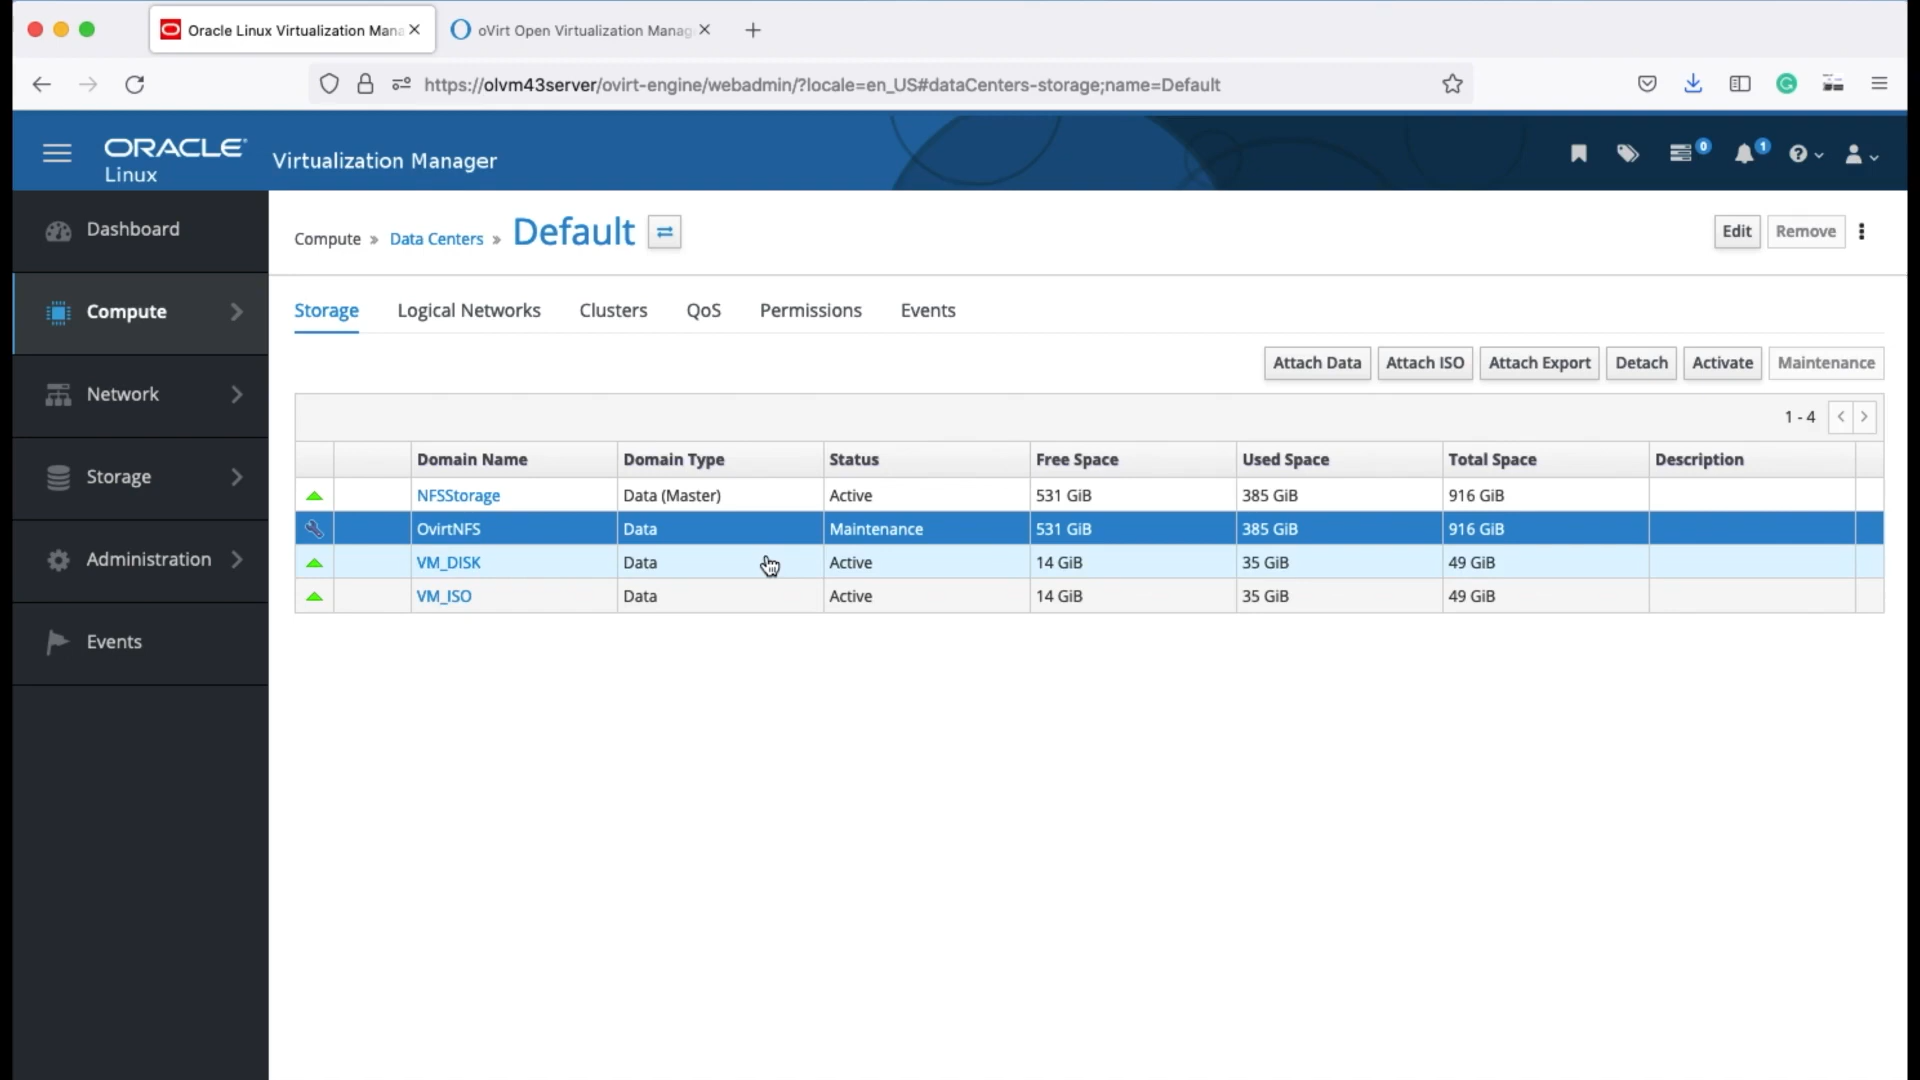 Oracle Linux Virtualization Mana
oVirt Open Virtualization Manag
https://olvm43server/ovirt-engine/webadmin/?locale=en_US#dataCenters-storage;name=Default
ORACLE
Linux
Virtualization Manager
0
1
Dashboard
Compute
Network
Storage
Administration
Events
Compute » Data Centers » Default
Edit Remove
Storage Logical Networks Clusters QoS Permissions Events
Attach Data Attach ISO Attach Export Detach Activate Maintenance
1 - 4
Domain Name Domain Type Status Free Space Used Space Total Space Description
NFSStorage Data (Master) Active 531 GiB 385 GiB 916 GiB
OvirtNFS Data Maintenance 531 GiB 385 GiB 916 GiB
VM_DISK Data Active 14 GiB 35 GiB 49 GiB
VM_ISO Data Active 14 GiB 35 GiB 49 GiB